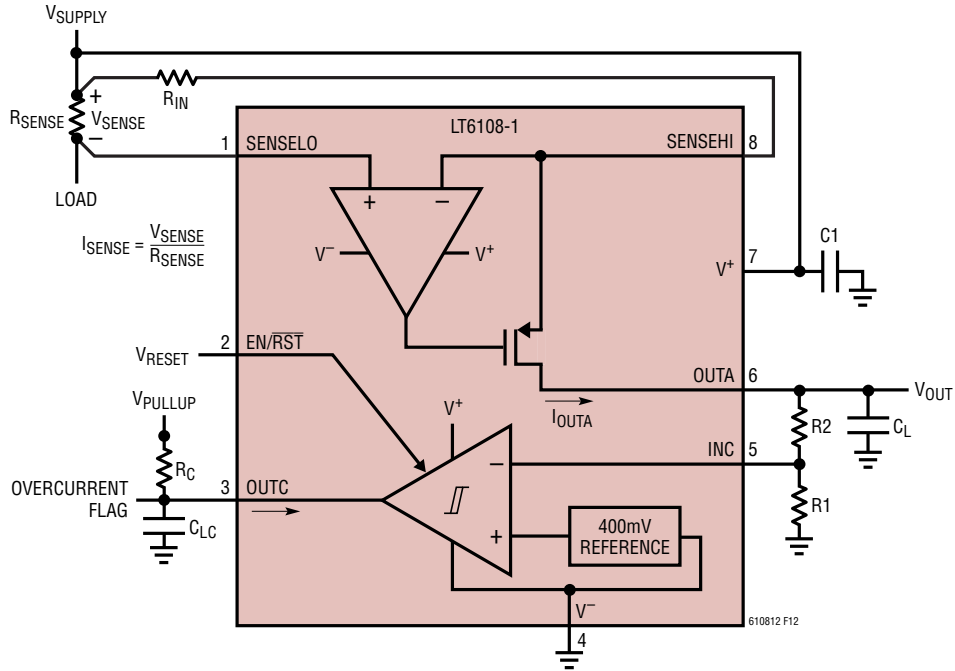 VSUPPLY
RIN
+
RSENSE
VSENSE
–
LOAD
ISENSE = VSENSE
RSENSE
LT6108-1
1
SENSELO
SENSEHI
8
+
–
V–
V+
V+
7
C1
2
EN/RST
VRESET
VPULLUP
RC
OVERCURRENT
FLAG
3
OUTC
CLC
OUTA
6
IOUTA
VOUT
R2
CL
INC
5
R1
V+
–
+
400mV
REFERENCE
V–
4
610812 F12